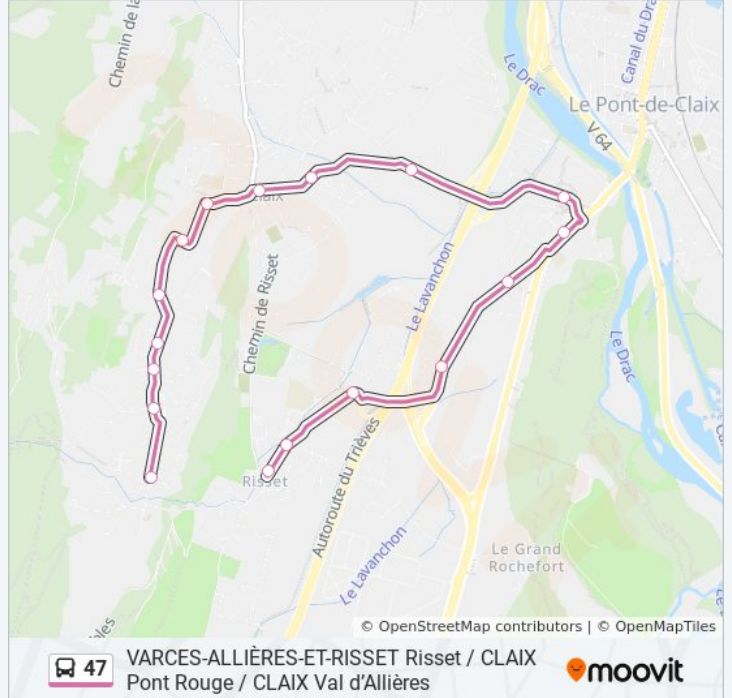 Chemin de la
Le Drac
Canal du Dra
Le Pont-de-Claix
V 64
Claix
Chemin de Risset
Le Lavanchon
Le Drac
Autoroute du Trièves
Risset
Le Lavanchon
Le Grand
Rochefort
© OpenStreetMap contributors | © OpenMapTiles
47
VARCES-ALLIÈRES-ET-RISSET Risset / CLAIX
Pont Rouge / CLAIX Val d’Allières
moovit